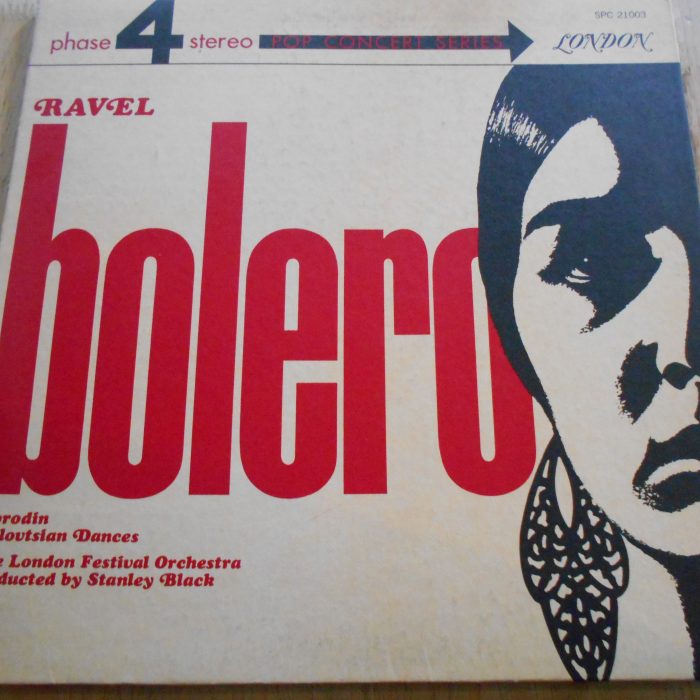 SPC 21003
phase 4 stereo POP CONCERT SERIES LONDON
RAVEL
bolero
orodin
lovtsian Dances
e London Festival Orchestra
ducted by Stanley Black